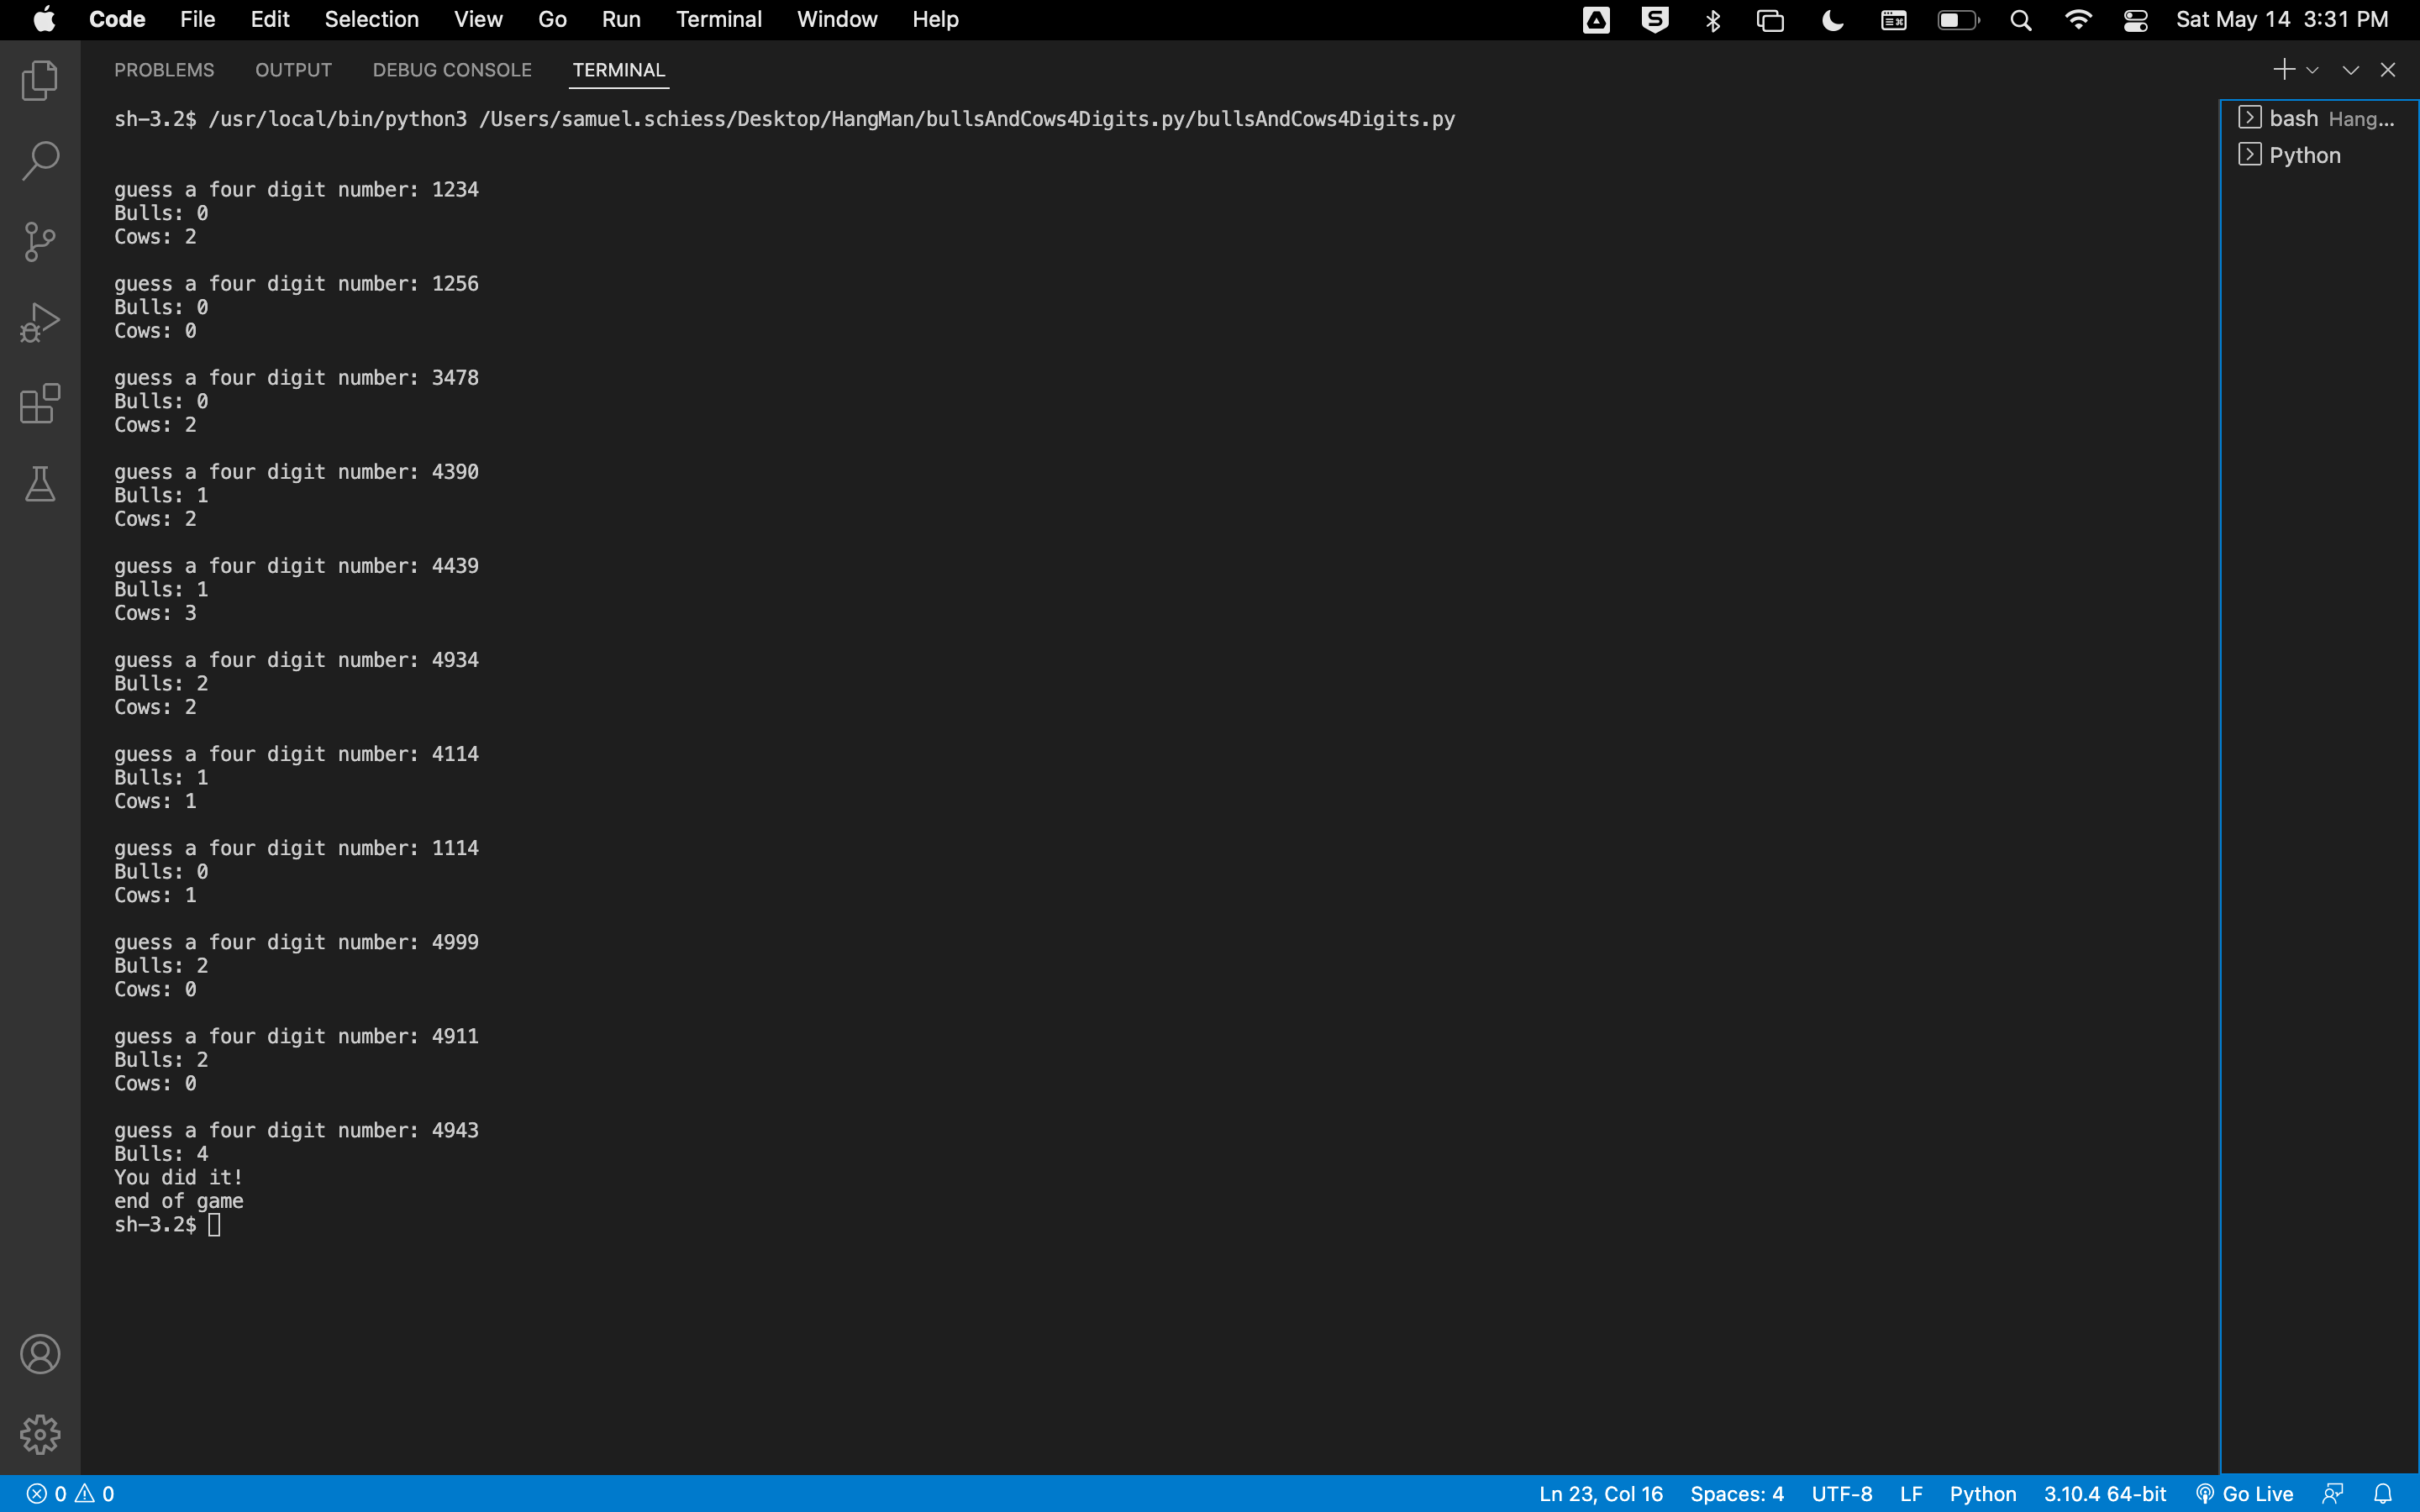 Code File Edit Selection View Go Run Terminal Window Help Sat May 14 3:31 PM
PROBLEMS OUTPUT DEBUG CONSOLE TERMINAL
sh-3.2$ /usr/local/bin/python3 /Users/samuel.schiess/Desktop/HangMan/bullsAndCows4Digits.py/bullsAndCows4Digits.py
bash Hang...
Python
guess a four digit number: 1234
Bulls: 0
Cows: 2
guess a four digit number: 1256
Bulls: 0
Cows: 0
guess a four digit number: 3478
Bulls: 0
Cows: 2
guess a four digit number: 4390
Bulls: 1
Cows: 2
guess a four digit number: 4439
Bulls: 1
Cows: 3
guess a four digit number: 4934
Bulls: 2
Cows: 2
guess a four digit number: 4114
Bulls: 1
Cows: 1
guess a four digit number: 1114
Bulls: 0
Cows: 1
guess a four digit number: 4999
Bulls: 2
Cows: 0
guess a four digit number: 4911
Bulls: 2
Cows: 0
guess a four digit number: 4943
Bulls: 4
You did it!
end of game
sh-3.2$
0 0 Ln 23, Col 16 Spaces: 4 UTF-8 LF Python 3.10.4 64-bit Go Live